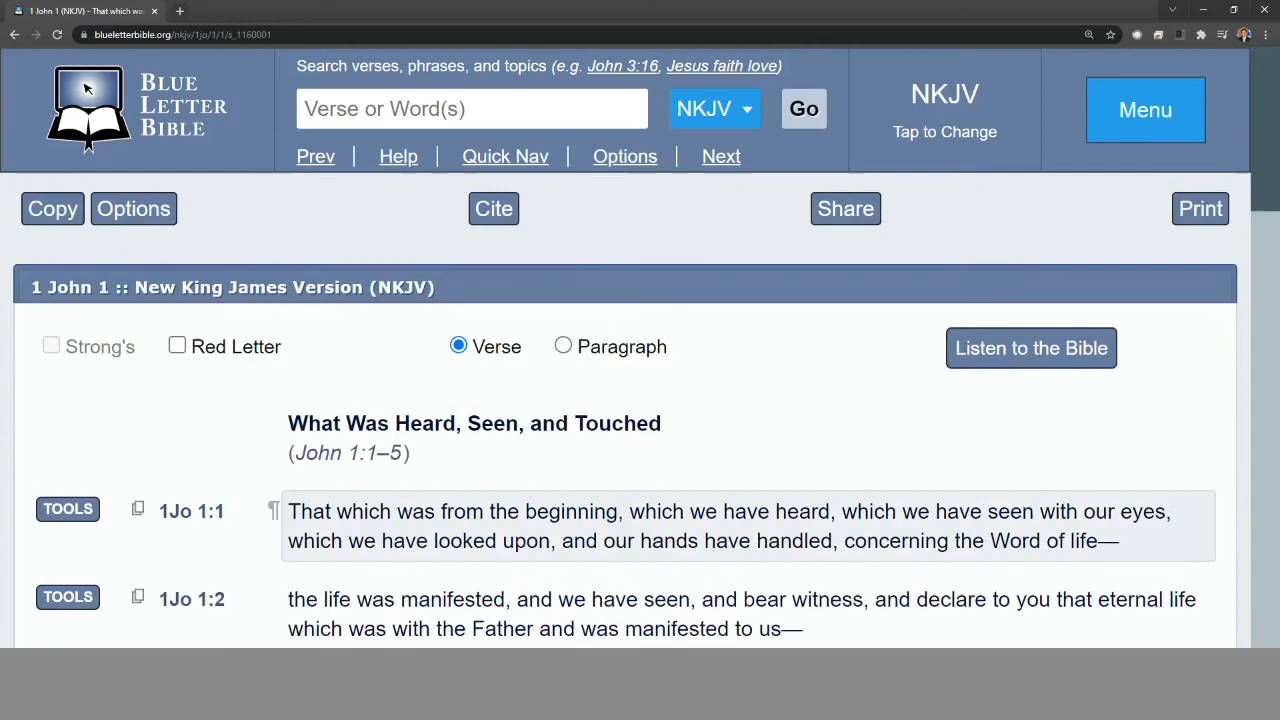 1 John 1 (NKJV) - That which wa
blueletterbible.org/nkjv/1jo/1/1/s_1160001
BLUE
LETTER
BIBLE
Search verses, phrases, and topics (e.g. John 3:16, Jesus faith love)
Verse or Word(s)
NKJV
Go
Prev | Help | Quick Nav | Options | Next
NKJV
Tap to Change
Menu
Copy Options Cite Share Print
1 John 1 :: New King James Version (NKJV)
Strong's Red Letter Verse Paragraph Listen to the Bible
What Was Heard, Seen, and Touched
(John 1:1–5)
TOOLS 1Jo 1:1 ¶ That which was from the beginning, which we have heard, which we have seen with our eyes,
which we have looked upon, and our hands have handled, concerning the Word of life—
TOOLS 1Jo 1:2 the life was manifested, and we have seen, and bear witness, and declare to you that eternal life
which was with the Father and was manifested to us—